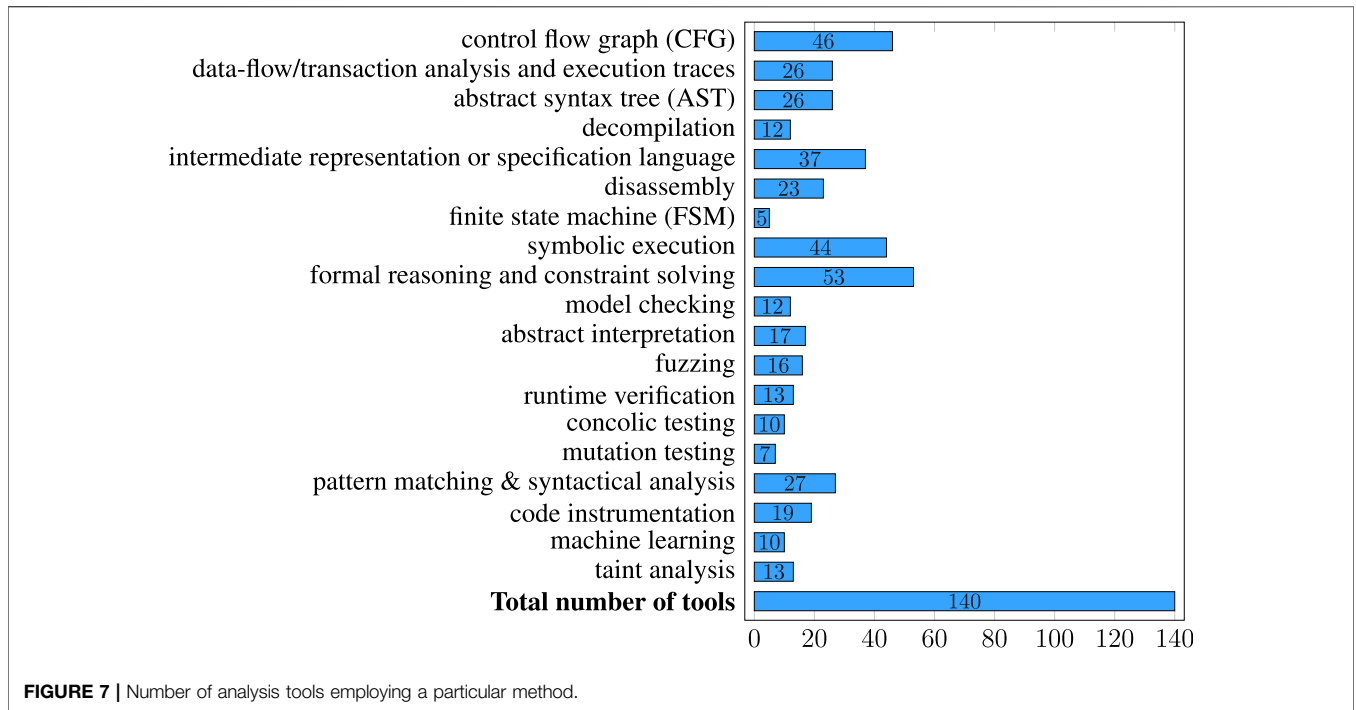 control flow graph (CFG) 46
data-flow/transaction analysis and execution traces 26
abstract syntax tree (AST) 26
decompilation 12
intermediate representation or specification language 37
disassembly 23
finite state machine (FSM) 5
symbolic execution 44
formal reasoning and constraint solving 53
model checking 12
abstract interpretation 17
fuzzing 16
runtime verification 13
concolic testing 10
mutation testing 7
pattern matching & syntactical analysis 27
code instrumentation 19
machine learning 10
taint analysis 13
Total number of tools 140
0 20 40 60 80 100 120 140
FIGURE 7 | Number of analysis tools employing a particular method.